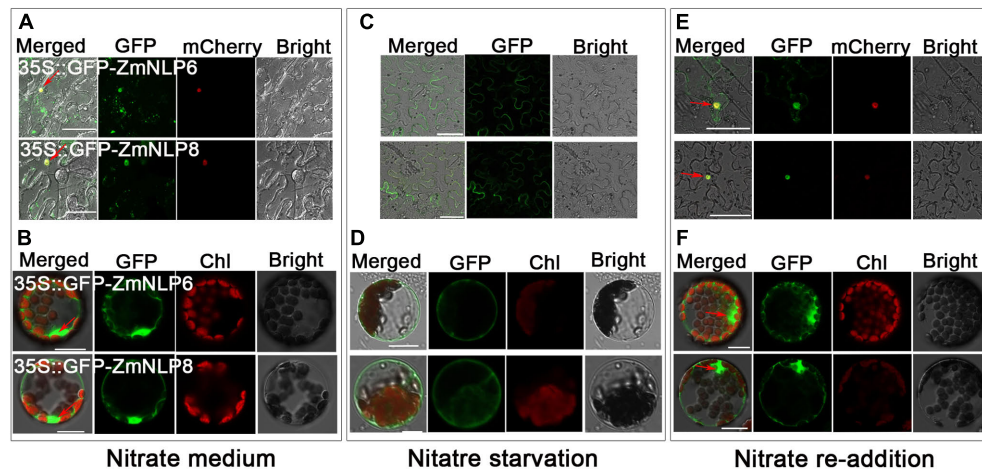 A
Merged GFP mCherry Bright
35S::GFP-ZmNLP6
35S::GFP-ZmNLP8
B
Merged GFP Chl Bright
35S::GFP-ZmNLP6
35S::GFP-ZmNLP8
Nitrate medium
C
Merged GFP Bright
D
Merged GFP Chl Bright
Nitatre starvation
E
Merged GFP mCherry Bright
F
Merged GFP Chl Bright
Nitrate re-addition